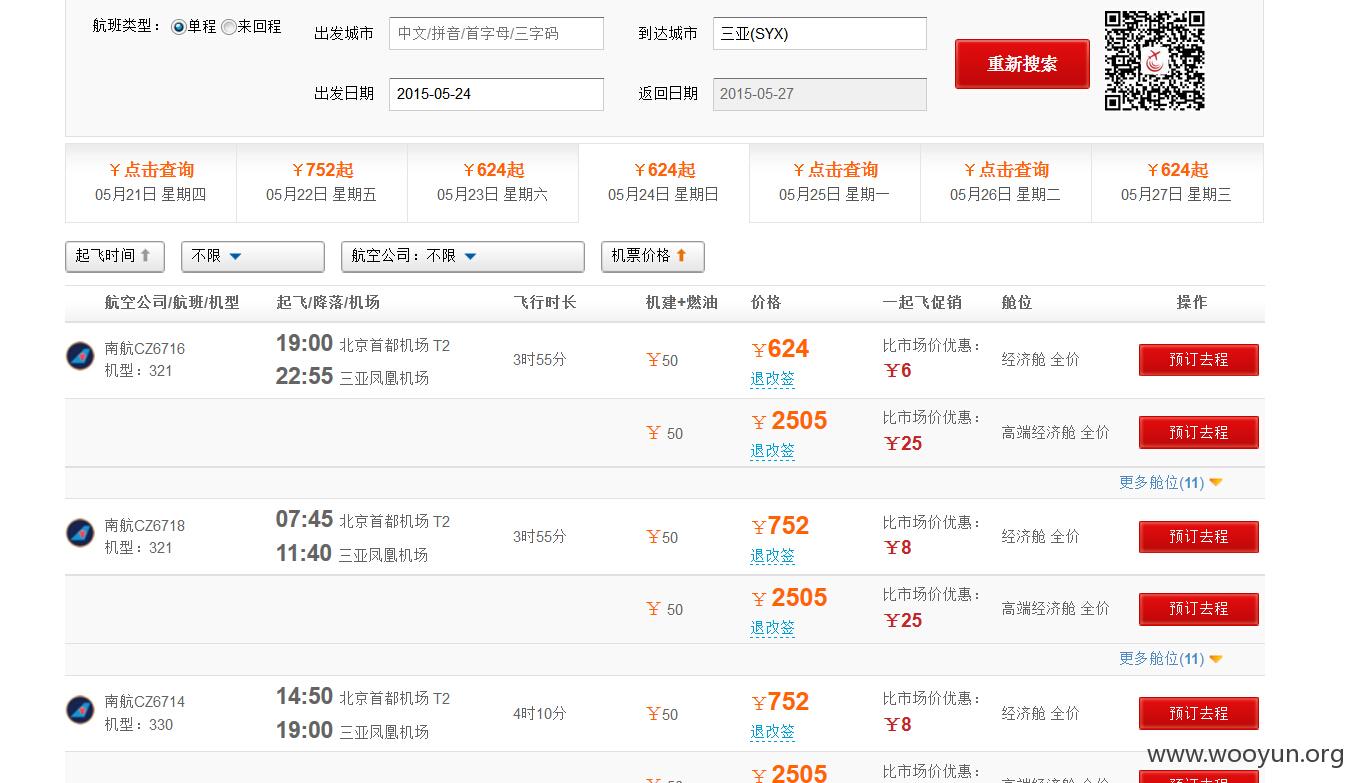 航班类型： 单程 来回程 出发城市 中文/拼音/首字母/三字码 到达城市 三亚(SYX)
重新搜索
出发日期 2015-05-24 返回日期 2015-05-27
¥点击查询 ¥752起 ¥624起 ¥624起 ¥点击查询 ¥点击查询 ¥624起
05月21日 星期四 05月22日 星期五 05月23日 星期六 05月24日 星期日 05月25日 星期一 05月26日 星期二 05月27日 星期三
起飞时间 不限 航空公司：不限 机票价格
航空公司/航班/机型 起飞/降落/机场 飞行时长 机建+燃油 价格 一起飞促销 舱位 操作
南航CZ6716 19:00 北京首都机场 T2 3时55分 ¥50 ¥624 比市场价优惠： 经济舱 全价 预订去程
机型：321 22:55 三亚凤凰机场 退改签 ¥6
¥ 50 ¥ 2505 比市场价优惠： 高端经济舱 全价 预订去程
退改签 ¥25
更多舱位(11)
南航CZ6718 07:45 北京首都机场 T2 3时55分 ¥50 ¥752 比市场价优惠： 经济舱 全价 预订去程
机型：321 11:40 三亚凤凰机场 退改签 ¥8
¥ 50 ¥ 2505 比市场价优惠： 高端经济舱 全价 预订去程
退改签 ¥25
更多舱位(11)
南航CZ6714 14:50 北京首都机场 T2 4时10分 ¥50 ¥752 比市场价优惠： 经济舱 全价 预订去程
机型：330 19:00 三亚凤凰机场 退改签 ¥8
¥ 2505 比市场价优惠：
www.wooyun.org